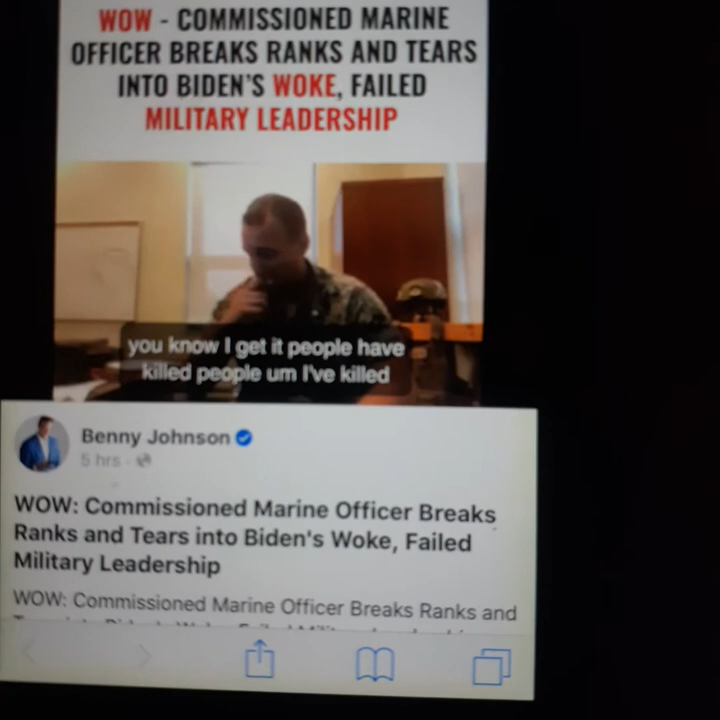 WOW - COMMISSIONED MARINE
OFFICER BREAKS RANKS AND TEARS
INTO BIDEN'S WOKE, FAILED
MILITARY LEADERSHIP
you know I get it people have
killed people um I've killed
Benny Johnson
5 hrs ·
WOW: Commissioned Marine Officer Breaks
Ranks and Tears into Biden's Woke, Failed
Military Leadership
WOW: Commissioned Marine Officer Breaks Ranks and